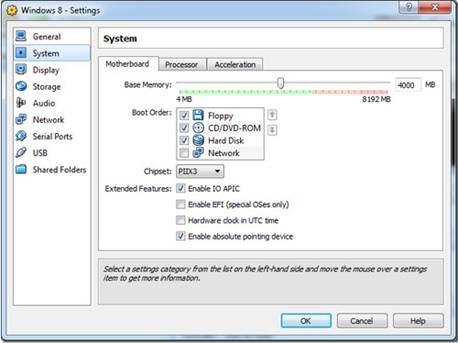 Windows 8 - Settings
General
System
Display
Storage
Audio
Network
Serial Ports
USB
Shared Folders
System
Motherboard Processor Acceleration
Base Memory: 4000 MB
4 MB 8192 MB
Boot Order: Floppy
CD/DVD-ROM
Hard Disk
Network
Chipset: PIIX3
Extended Features: Enable IO APIC
Enable EFI (special OSes only)
Hardware clock in UTC time
Enable absolute pointing device
Select a settings category from the list on the left-hand side and move the mouse over a settings
item to get more information.
OK Cancel Help